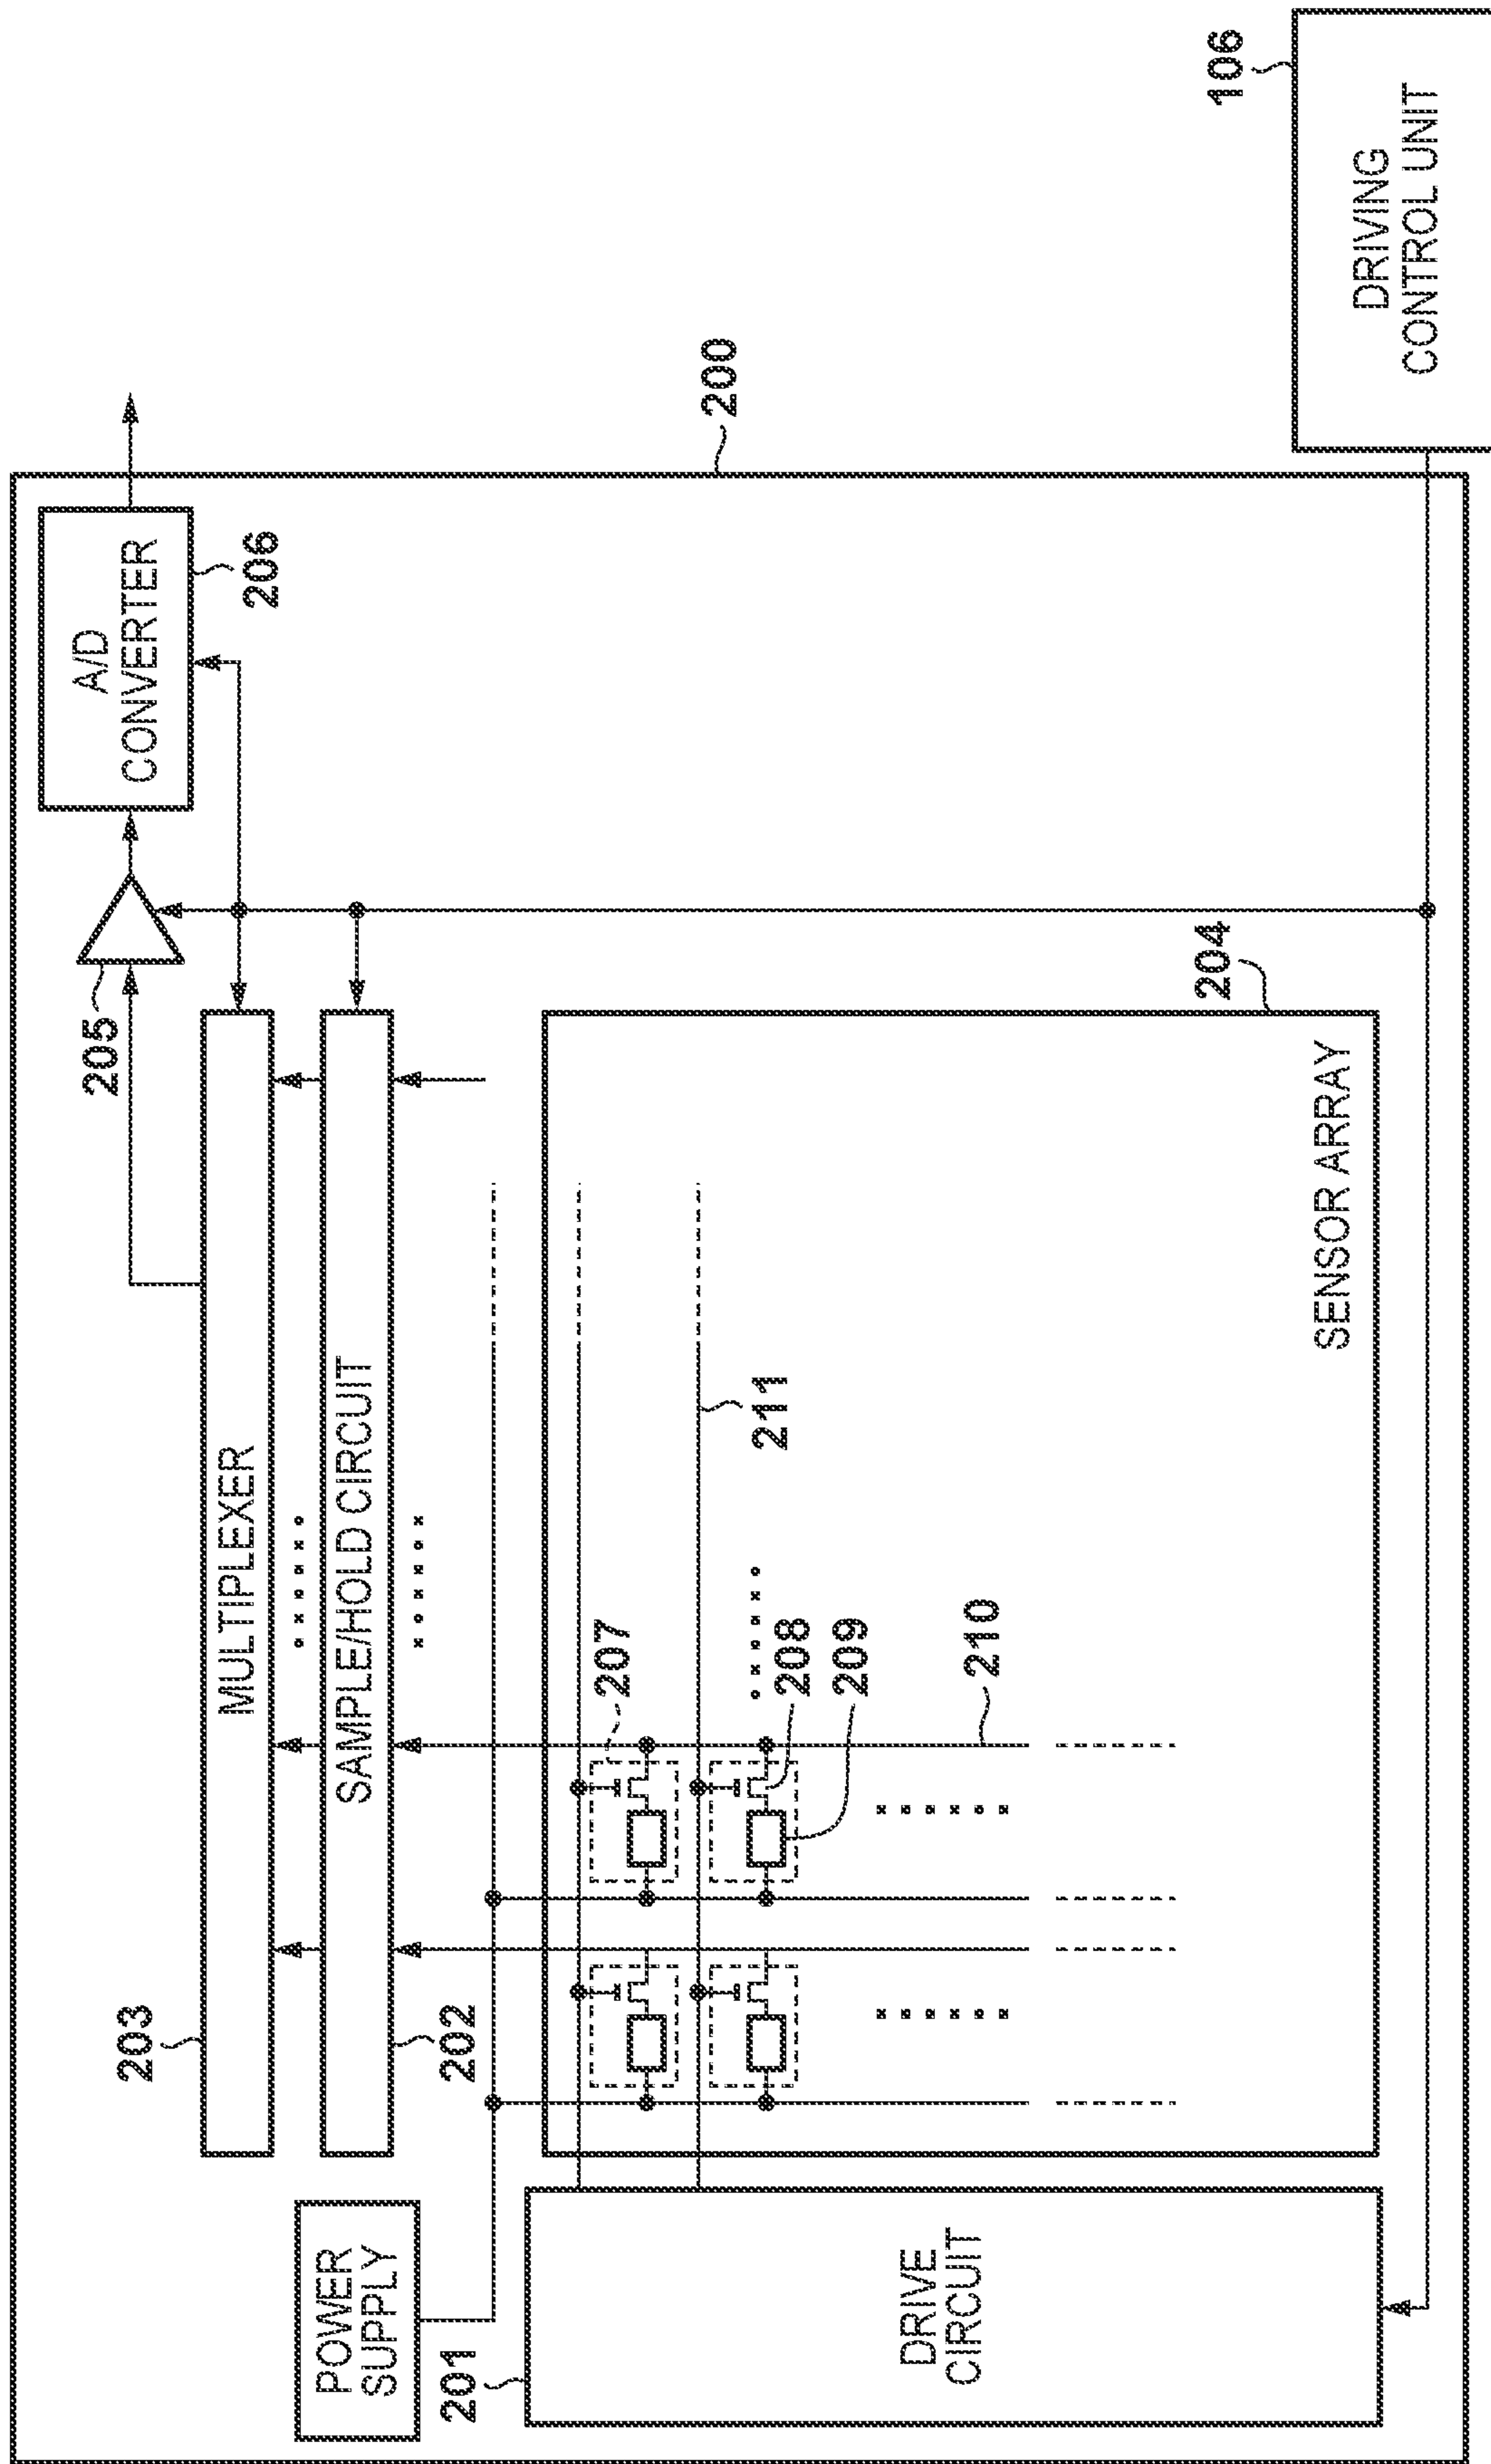 106
DRIVING
CONTROL UNIT
200
A/D
CONVERTER
206
205
MULTIPLEXER
203
SAMPLE/HOLD CIRCUIT
202
204
SENSOR ARRAY
211
207
208
209
210
POWER
SUPPLY
201
DRIVE
CIRCUIT